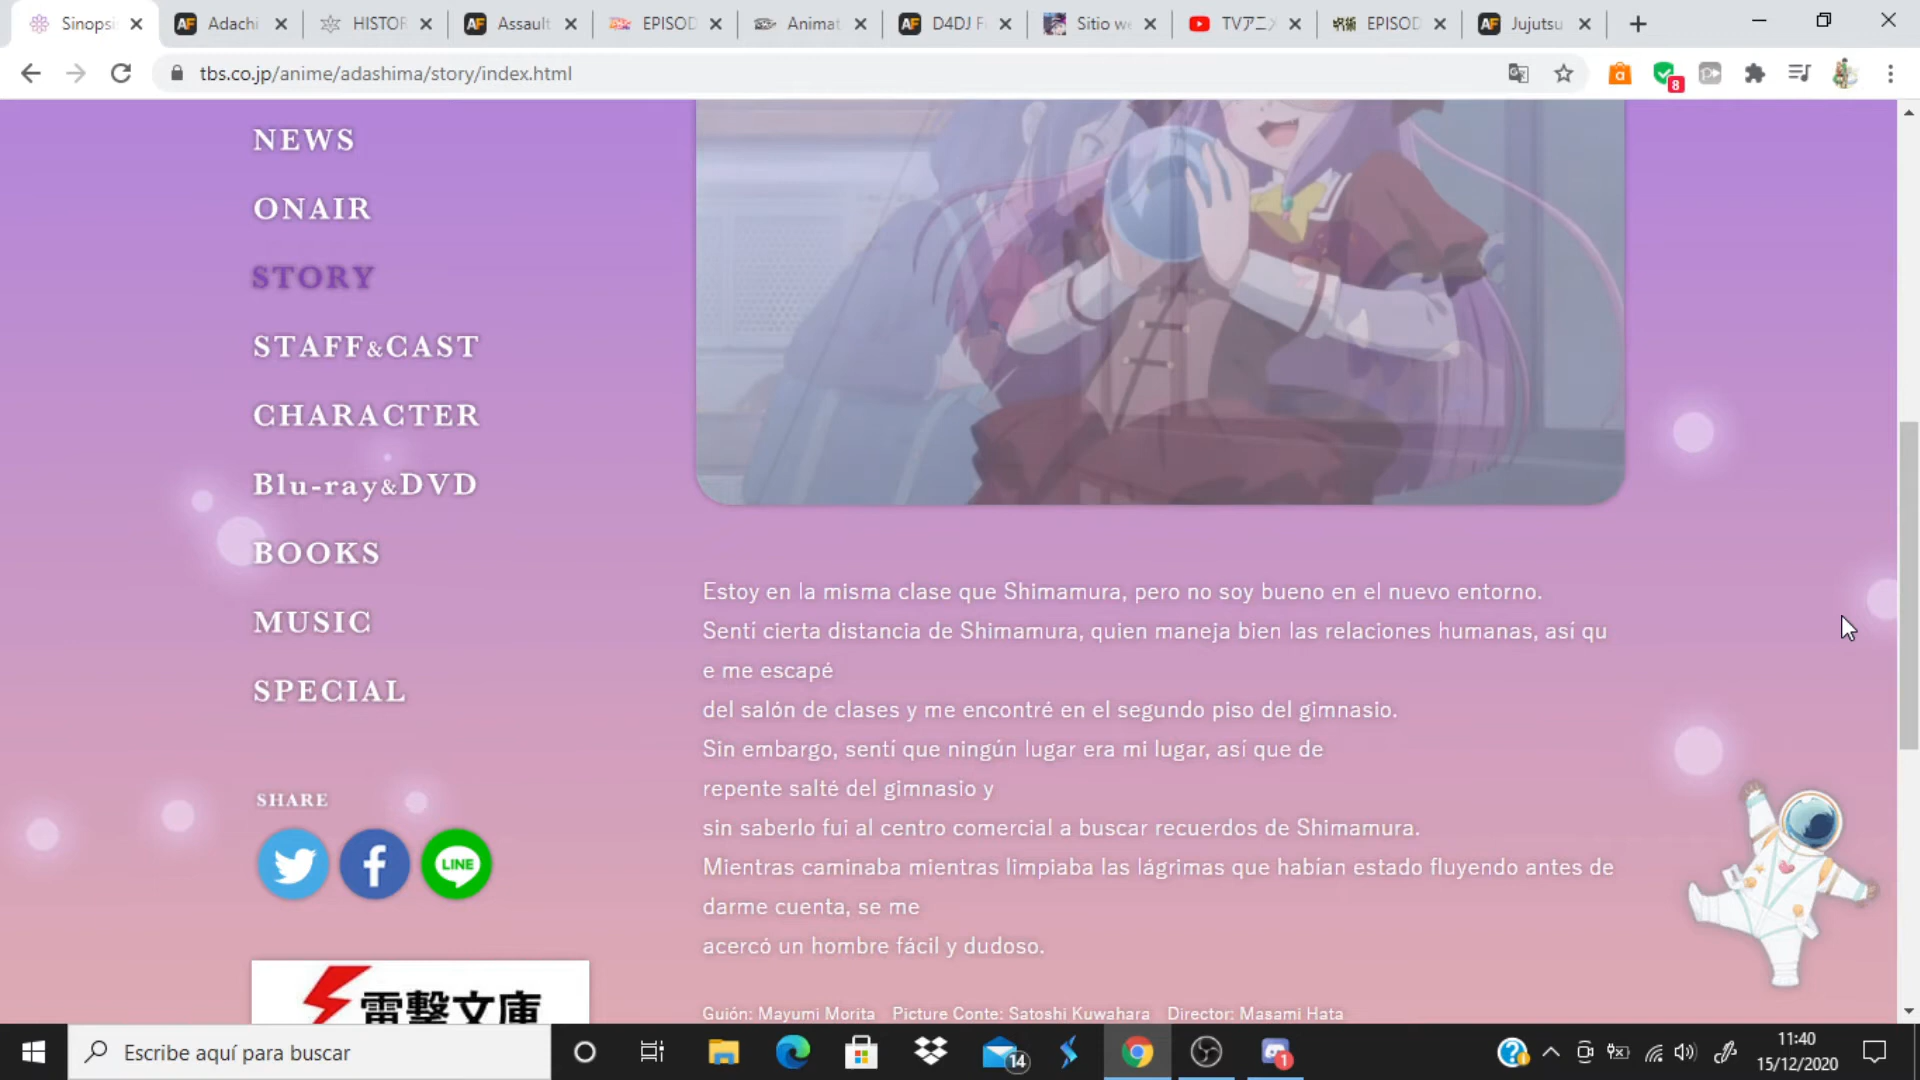 Sinopsi
Adachi
HISTOR
Assault
EPISOD
Animat
D4DJ F
Sitio we
TVアニメ
EPISOD
Jujutsu
tbs.co.jp/anime/adashima/story/index.html
8
NEWS
ONAIR
STORY
STAFF&CAST
CHARACTER
Blu-ray&DVD
BOOKS
MUSIC
SPECIAL
SHARE
LINE
電撃文庫
Estoy en la misma clase que Shimamura, pero no soy bueno en el nuevo entorno.
Sentí cierta distancia de Shimamura, quien maneja bien las relaciones humanas, así qu
e me escapé
del salón de clases y me encontré en el segundo piso del gimnasio.
Sin embargo, sentí que ningún lugar era mi lugar, así que de
repente salté del gimnasio y
sin saberlo fui al centro comercial a buscar recuerdos de Shimamura.
Mientras caminaba mientras limpiaba las lágrimas que habían estado fluyendo antes de
darme cuenta, se me
acercó un hombre fácil y dudoso.
Guión: Mayumi Morita Picture Conte: Satoshi Kuwahara Director: Masami Hata
Escribe aquí para buscar
14
1
11:40
15/12/2020